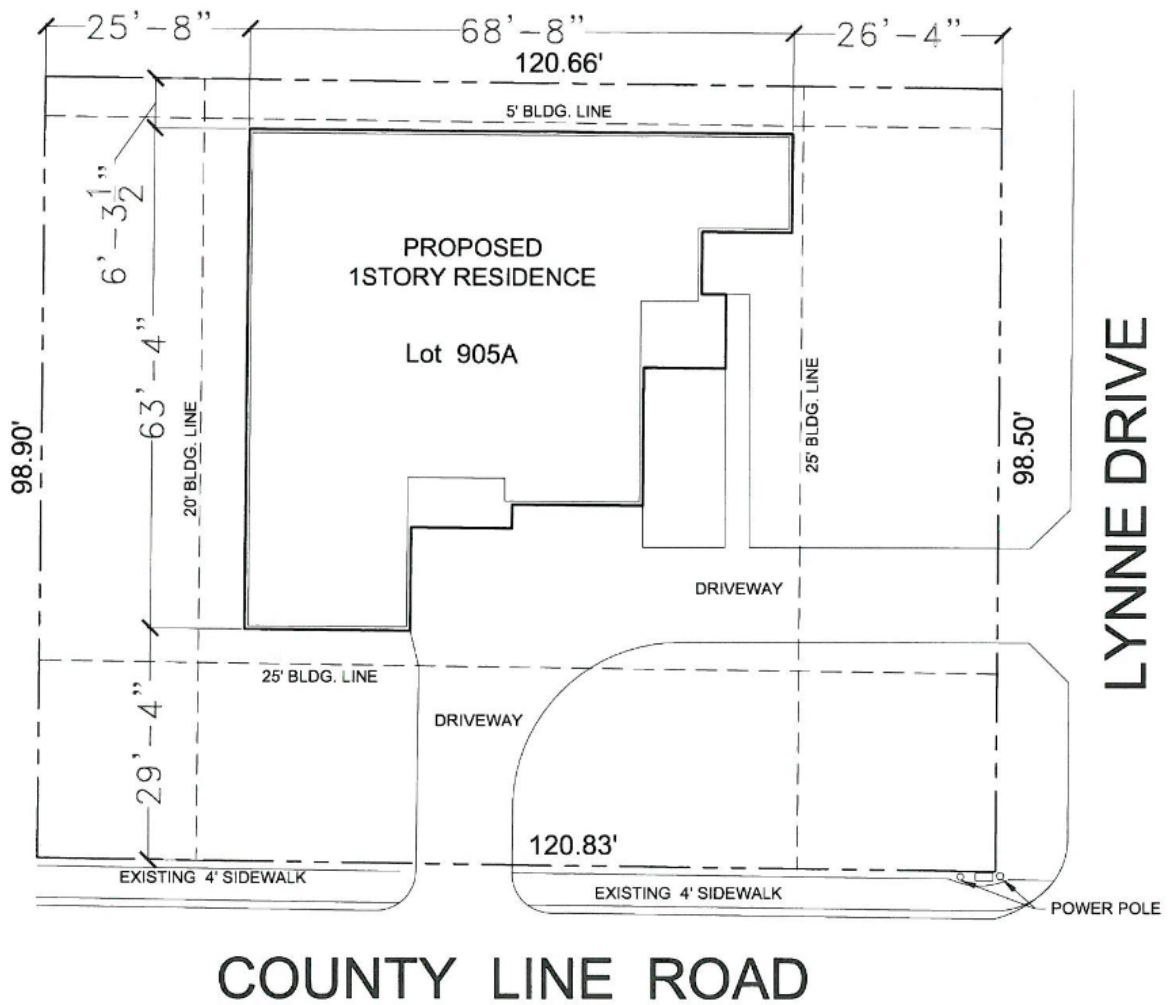 25'-8"
68'-8"
26'-4"
120.66'
5' BLDG. LINE
6'-3 1/2"
PROPOSED
1STORY RESIDENCE
Lot 905A
63'-4"
20' BLDG. LINE
25' BLDG. LINE
98.90'
98.50'
LYNNE DRIVE
DRIVEWAY
25' BLDG. LINE
DRIVEWAY
29'-4"
120.83'
EXISTING 4' SIDEWALK
EXISTING 4' SIDEWALK
POWER POLE
COUNTY LINE ROAD